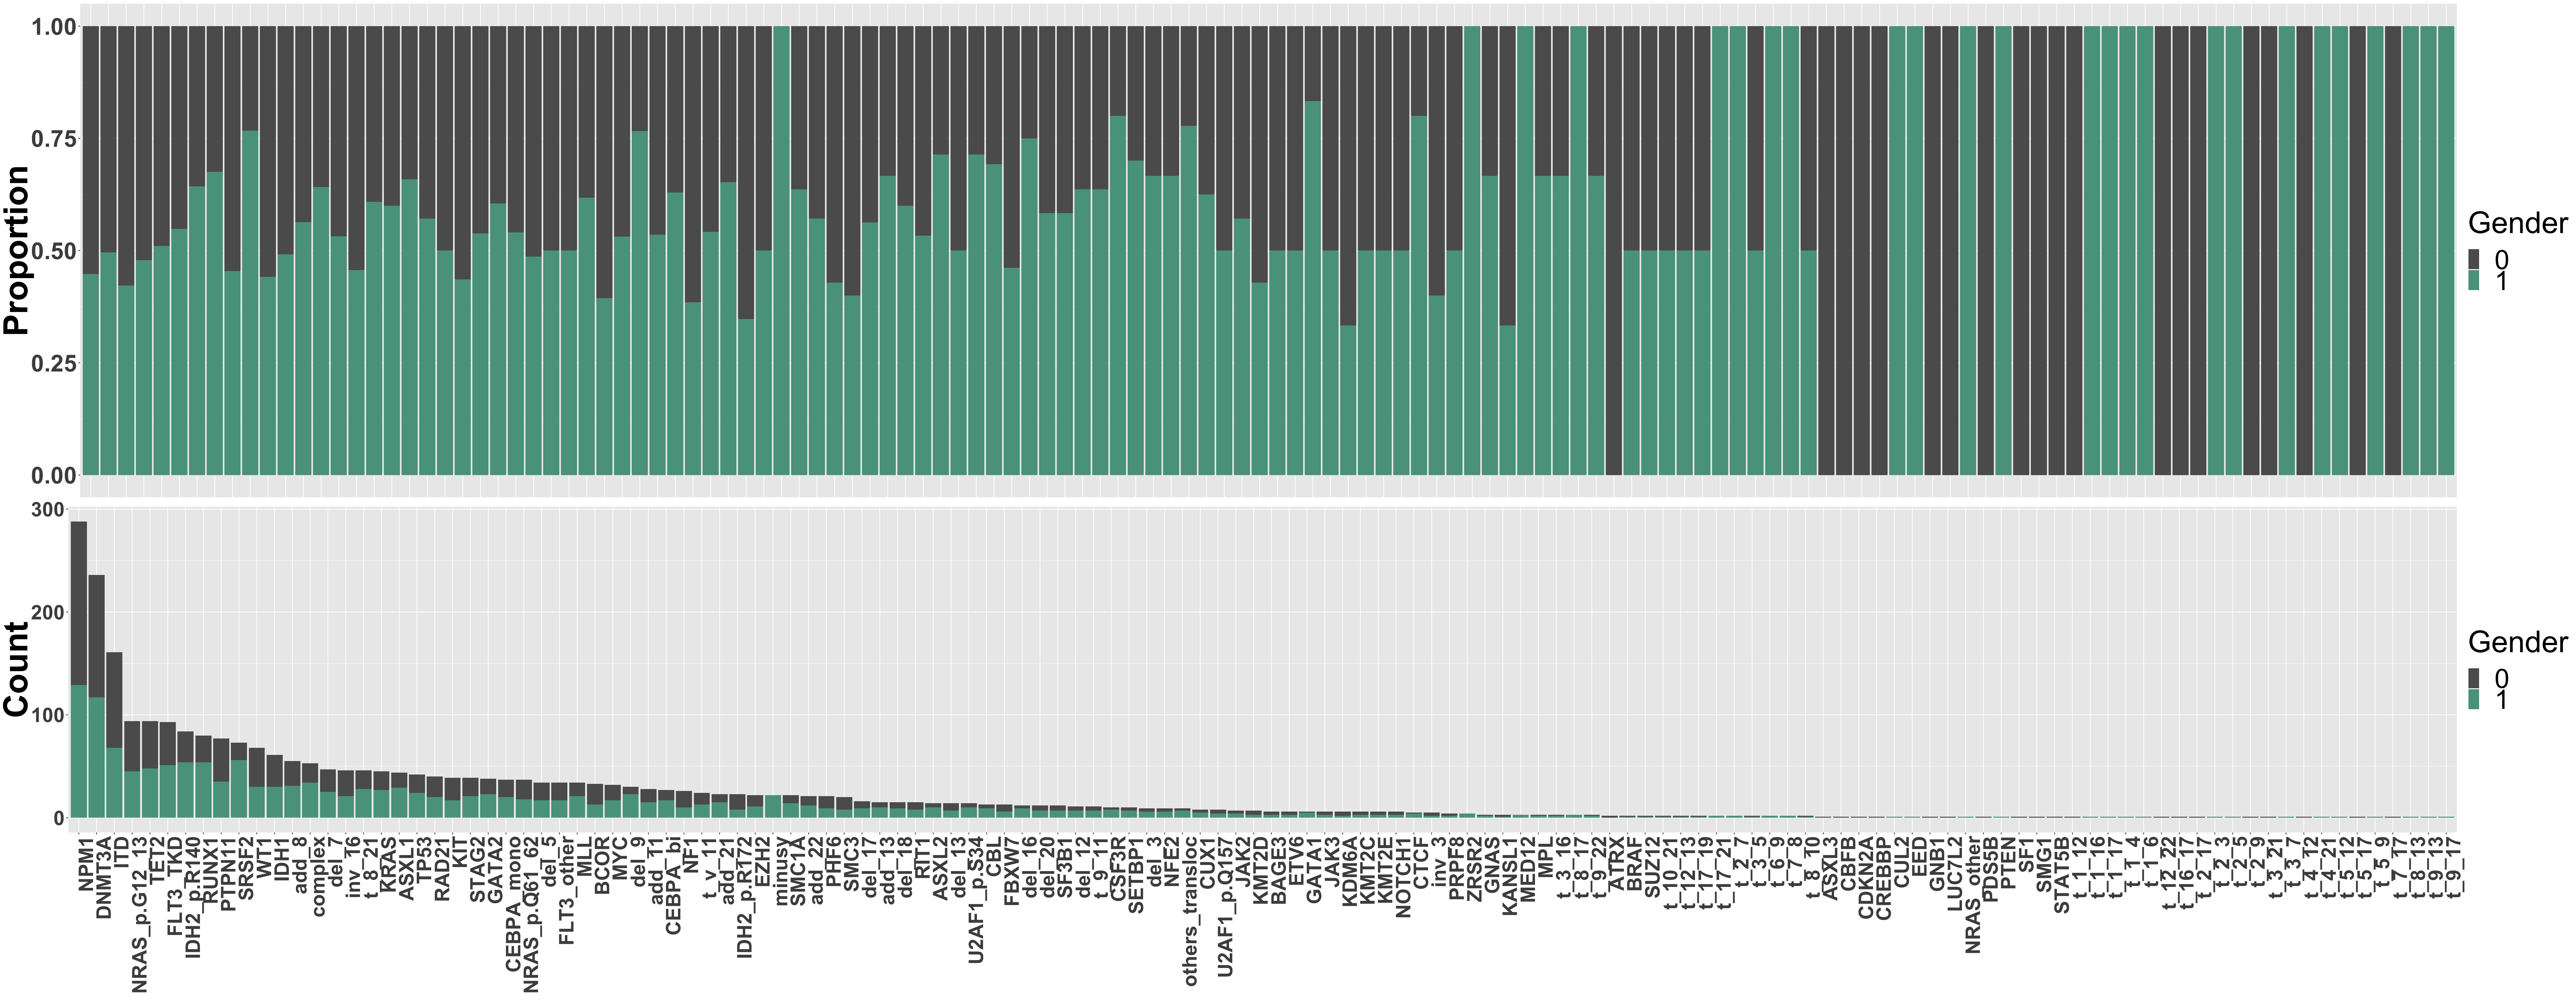 1.00
0.75
0.50
0.25
0.00
Proportion
Gender
0
1
300
200
100
0
Count
Gender
0
1
NPM1
DNMT3A
ITD
NRAS_p.G12_13
TET2
FLT3_TKD
IDH2_p.R140
RUNX1
PTPN11
SRSF2
WT1
IDH1
add_8
complex
del_7
inv_16
t_8_21
KRAS
ASXL1
TP53
RAD21
KIT
STAG2
GATA2
CEBPA_mono
NRAS_p.Q61_62
del_5
FLT3_other
MLL
BCOR
MYC
del_9
add_11
CEBPA_bi
NF1
t_v_11
add_21
IDH2_p.R172
EZH2
minusy
SMC1A
add_22
PHF6
SMC3
del_17
add_13
del_18
RIT1
ASXL2
del_13
U2AF1_p.S34
CBL
FBXW7
del_16
del_20
SF3B1
del_12
t_9_11
CSF3R
SETBP1
del_3
NFE2
others_transloc
CUX1
U2AF1_p.Q157
JAK2
KMT2D
BAGE3
ETV6
GATA1
JAK3
KDM6A
KMT2C
KMT2E
NOTCH1
CTCF
inv_3
PRPF8
ZRSR2
GNAS
KANSL1
MED12
MPL
t_3_16
t_8_17
t_9_22
ATRX
BRAF
SUZ12
t_10_21
t_12_13
t_17_19
t_17_21
t_2_7
t_3_5
t_6_9
t_7_8
t_8_10
ASXL3
CBFB
CDKN2A
CREBBP
CUL2
EED
GNB1
LUC7L2
NRAS_other
PDS5B
PTEN
SF1
SMG1
STAT5B
t_1_12
t_1_16
t_1_17
t_1_4
t_1_6
t_12_22
t_16_17
t_2_17
t_2_3
t_2_5
t_2_9
t_3_21
t_3_7
t_4_12
t_4_21
t_5_12
t_5_17
t_5_9
t_7_17
t_8_13
t_9_13
t_9_17